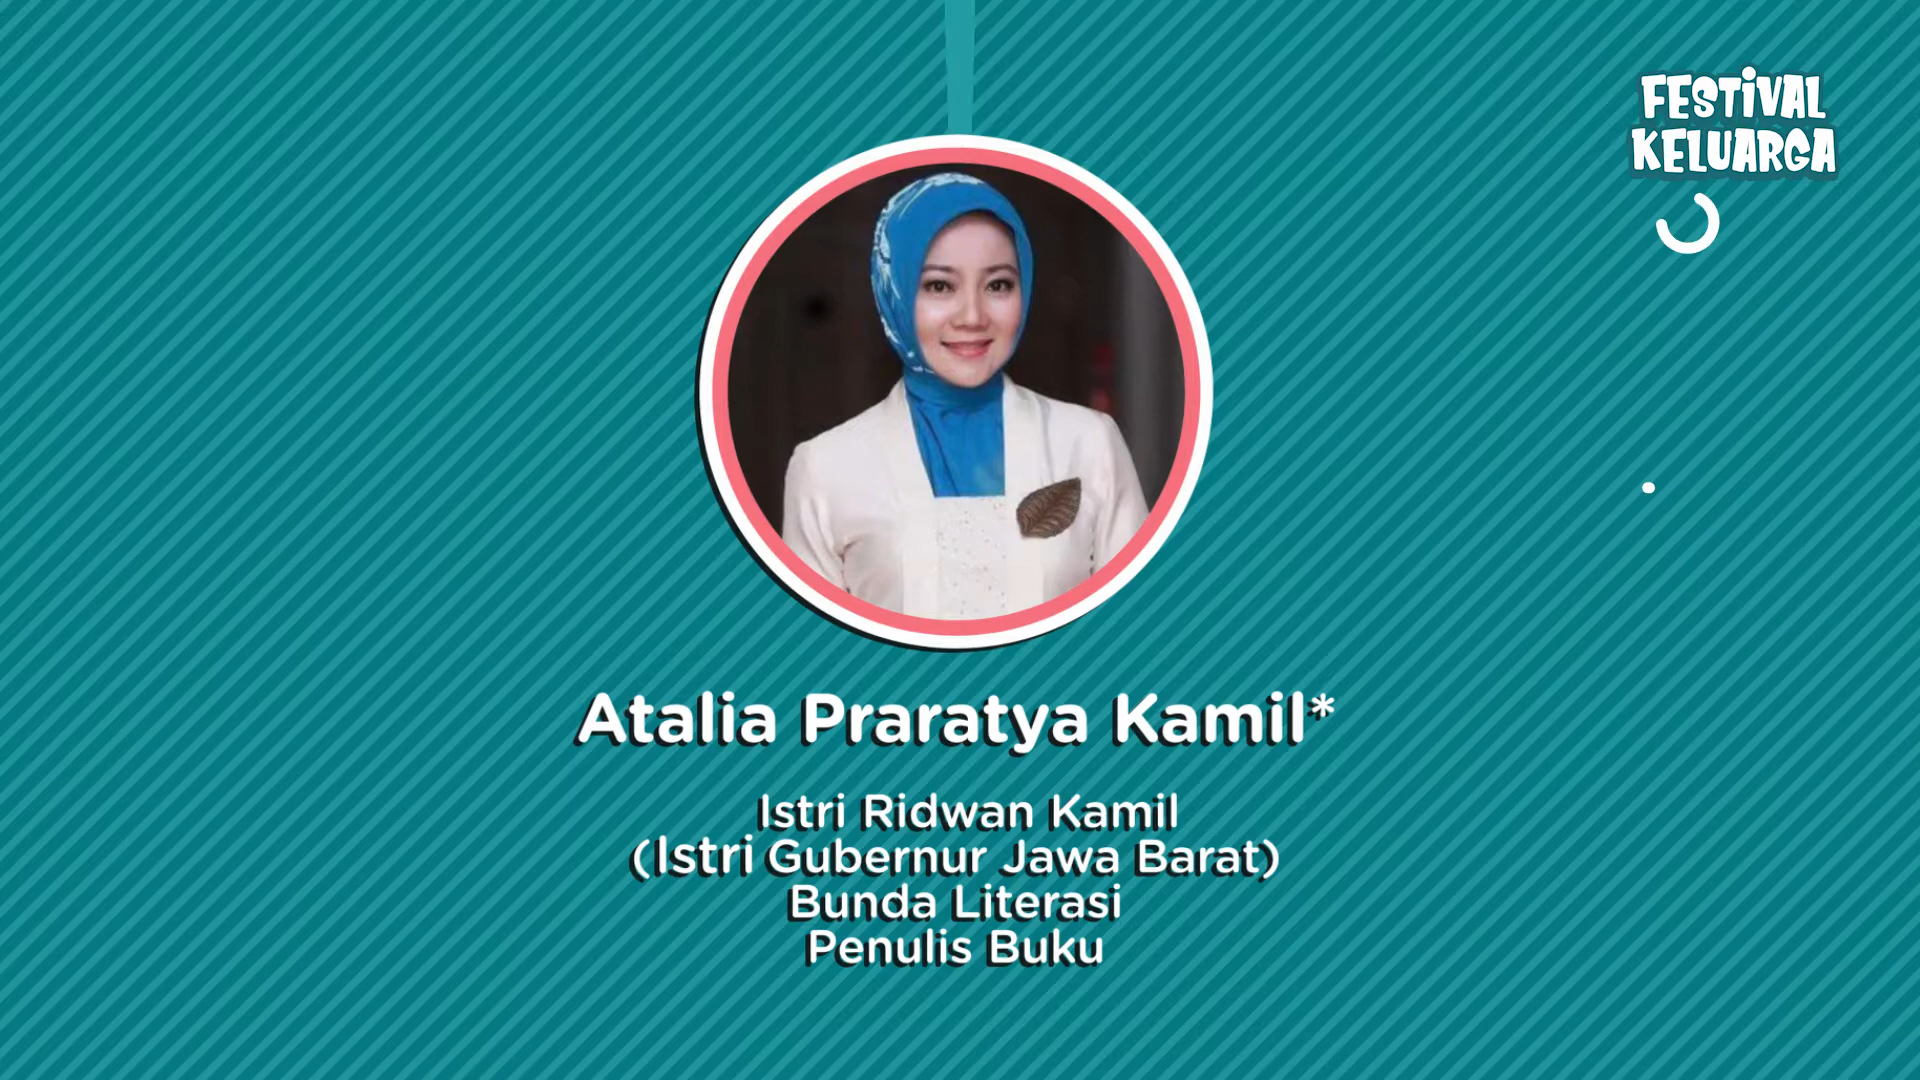 FESTiVAL
KELUARGA
Atalia Praratya Kamil*
Istri Ridwan Kamil
(Istri Gubernur Jawa Barat)
Bunda Literasi
Penulis Buku